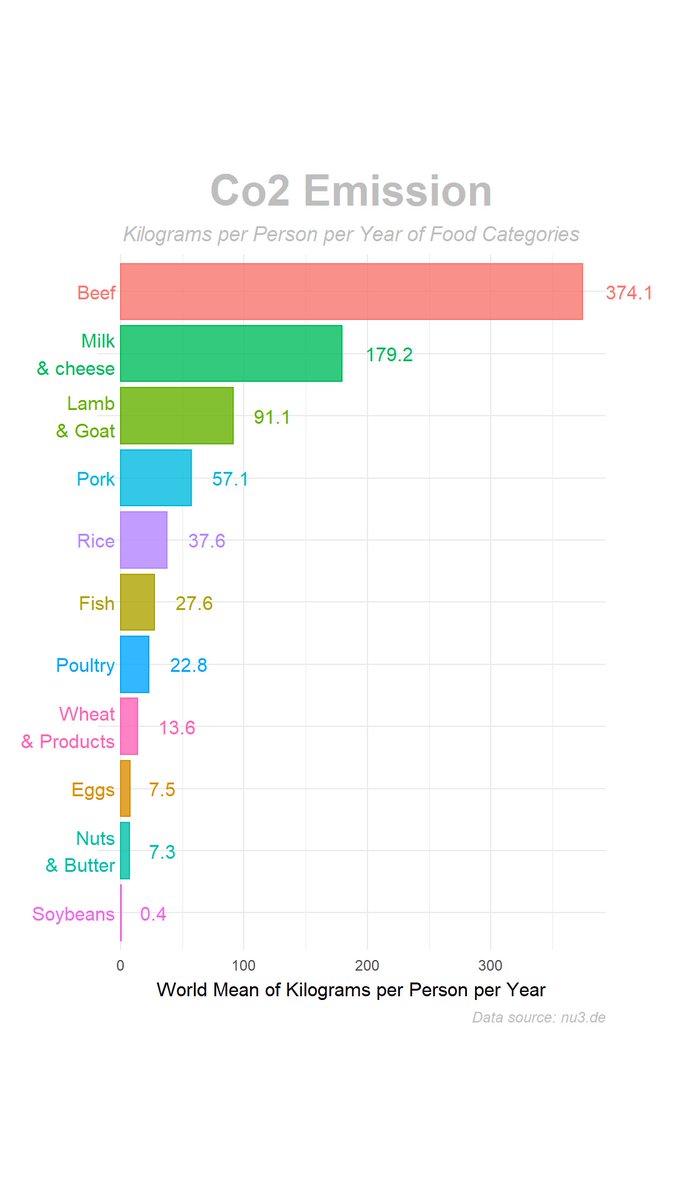 Co2 Emission
Kilograms per Person per Year of Food Categories
Beef 374.1
Milk
& cheese 179.2
Lamb
& Goat 91.1
Pork 57.1
Rice 37.6
Fish 27.6
Poultry 22.8
Wheat
& Products 13.6
Eggs 7.5
Nuts
& Butter 7.3
Soybeans 0.4
0 100 200 300
World Mean of Kilograms per Person per Year
Data source: nu3.de